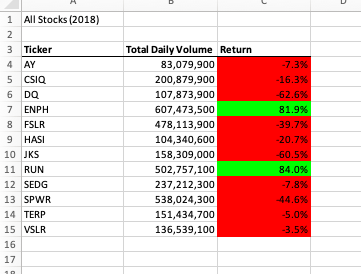 A B C D
1 All Stocks (2018)
2
3 Ticker Total Daily Volume Return
4 AY 83,079,900 -7.3%
5 CSIQ 200,879,900 -16.3%
6 DQ 107,873,900 -62.6%
7 ENPH 607,473,500 81.9%
8 FSLR 478,113,900 -39.7%
9 HASI 104,340,600 -20.7%
10 JKS 158,309,000 -60.5%
11 RUN 502,757,100 84.0%
12 SEDG 237,212,300 -7.8%
13 SPWR 538,024,300 -44.6%
14 TERP 151,434,700 -5.0%
15 VSLR 136,539,100 -3.5%
16
17
18